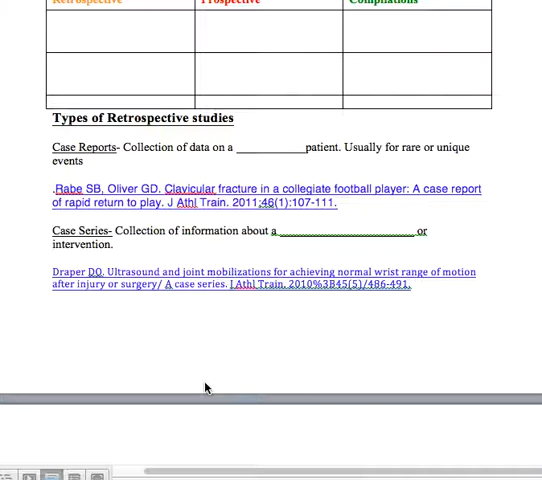 Retrospective Prospective Compilations
Types of Retrospective studies
Case Reports- Collection of data on a ____________patient. Usually for rare or unique
events
.Rabe SB, Oliver GD. Clavicular fracture in a collegiate football player: A case report
of rapid return to play. J Athl Train. 2011;46(1):107-111.
Case Series- Collection of information about a ________________________ or
intervention.
Draper DO. Ultrasound and joint mobilizations for achieving normal wrist range of motion
after injury or surgery/ A case series. J Athl Train. 2010%3B45(5)/486-491.